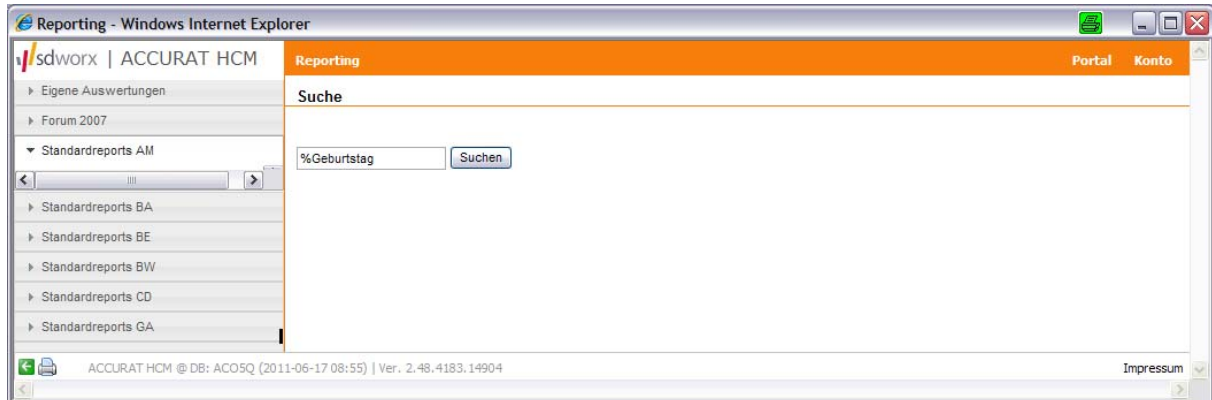 Reporting - Windows Internet Explorer
sdworx | ACCURAT HCM
Reporting
Portal
Konto
Eigene Auswertungen
Forum 2007
Standardreports AM
Standardreports BA
Standardreports BE
Standardreports BW
Standardreports CD
Standardreports GA
Suche
%Geburtstag
Suchen
ACCURAT HCM @ DB: ACO5Q (2011-06-17 08:55) | Ver. 2.48.4183.14904
Impressum